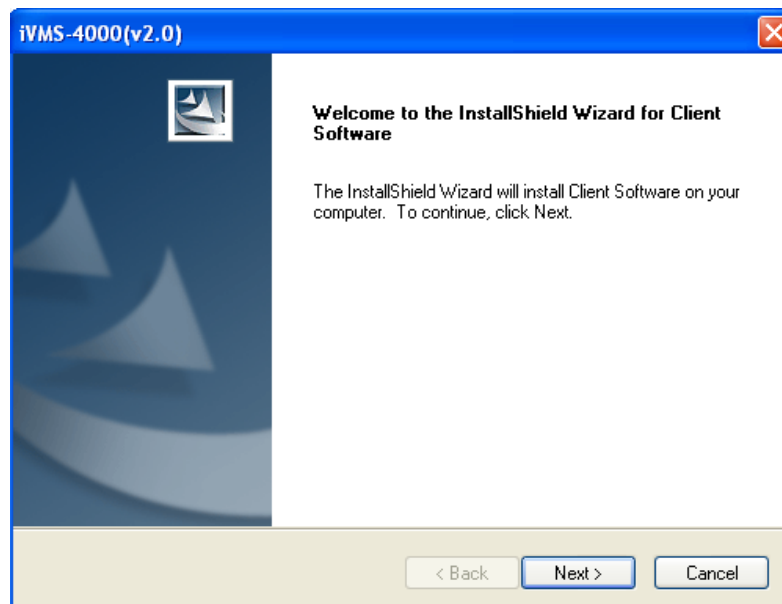 iVMS-4000(v2.0)
Welcome to the InstallShield Wizard for Client
Software
The InstallShield Wizard will install Client Software on your
computer.  To continue, click Next.
< Back
Next >
Cancel